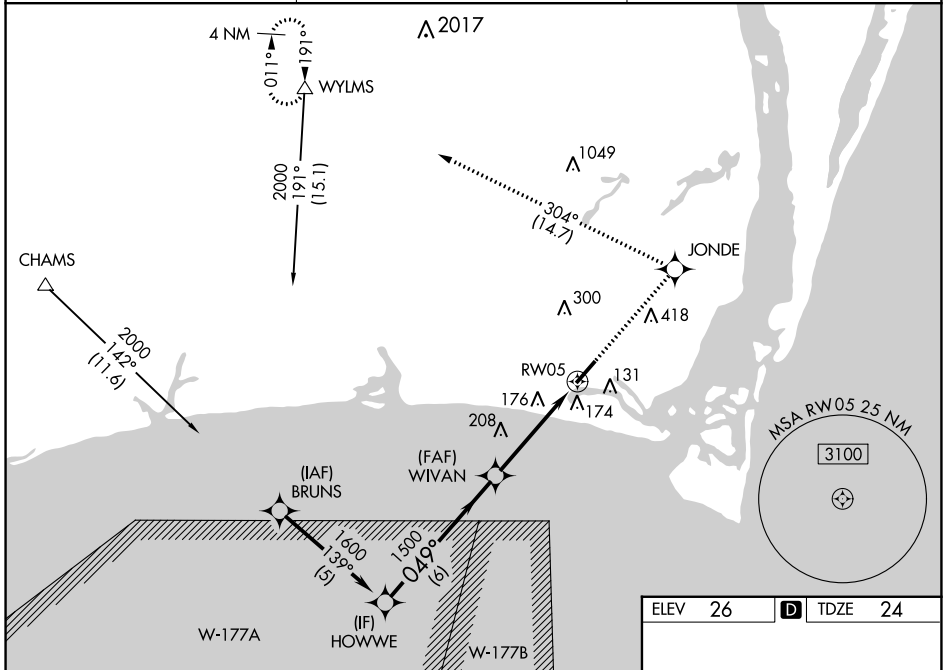 4 NM
011°
191°
2017
WYLMS
2000
191°
(15.1)
1049
304°
(14.7)
JONDE
CHAMS
2000
142°
(11.6)
300
418
RW05
131
176
174
208
MSA RW05 25 NM
3100
(FAF)
WIVAN
(IAF)
BRUNS
1600
139°
(5)
1500
049°
(6)
(IF)
HOWWE
W-177A
W-177B
ELEV 26 D TDZE 24